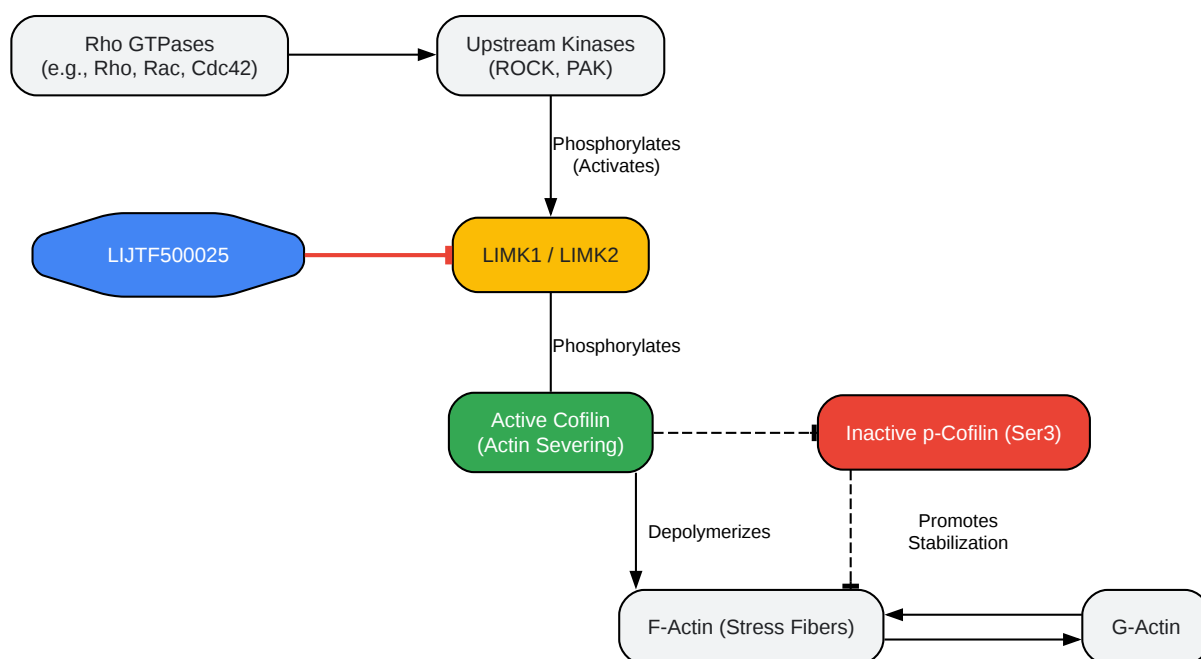 Rho GTPases
(e.g., Rho, Rac, Cdc42)
Upstream Kinases
(ROCK, PAK)
Phosphorylates
(Activates)
LIJTF500025
LIMK1 / LIMK2
Phosphorylates
Active Cofilin
(Actin Severing)
Inactive p-Cofilin (Ser3)
Depolymerizes
Promotes
Stabilization
F-Actin (Stress Fibers)
G-Actin